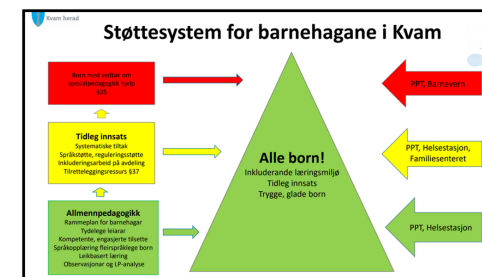 Kvam herad
Støttesystem for barnehagane i Kvam
Born med vedtak om
spesialpedagogisk hjelp
§35
Tidleg innsats
Systematiske tiltak
Språkstøtte, reguleringsstøtte
Inkluderingsarbeid på avdeling
Tilretteleggingsressurs §37
Allmennpedagogikk
Rammeplan for barnehagar
Tydelege leiarar
Kompetente, engasjerte tilsette
Språkopplæring fleirspråklege born
Leikbasert læring
Observasjonar og LP-analyse
Alle born!
Inkluderande læringsmiljø
Tidleg innsats
Trygge, glade born
PPT, Barnevern
PPT, Helsestasjon,
Familiesenteret
PPT, Helsestasjon